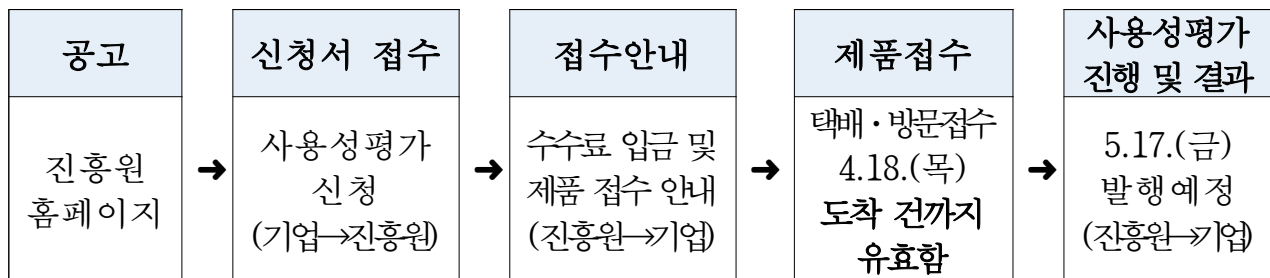 공고
진흥원
홈페이지
➜
신청서 접수
사용성평가
신청
(기업→진흥원)
➜
접수안내
수수료 입금 및
제품 접수 안내
(진흥원→기업)
➜
제품접수
택배·방문접수
4.18.(목)
도착 건까지
유효함
➜
사용성평가
진행 및 결과
5.17.(금)
발행예정
(진흥원→기업)